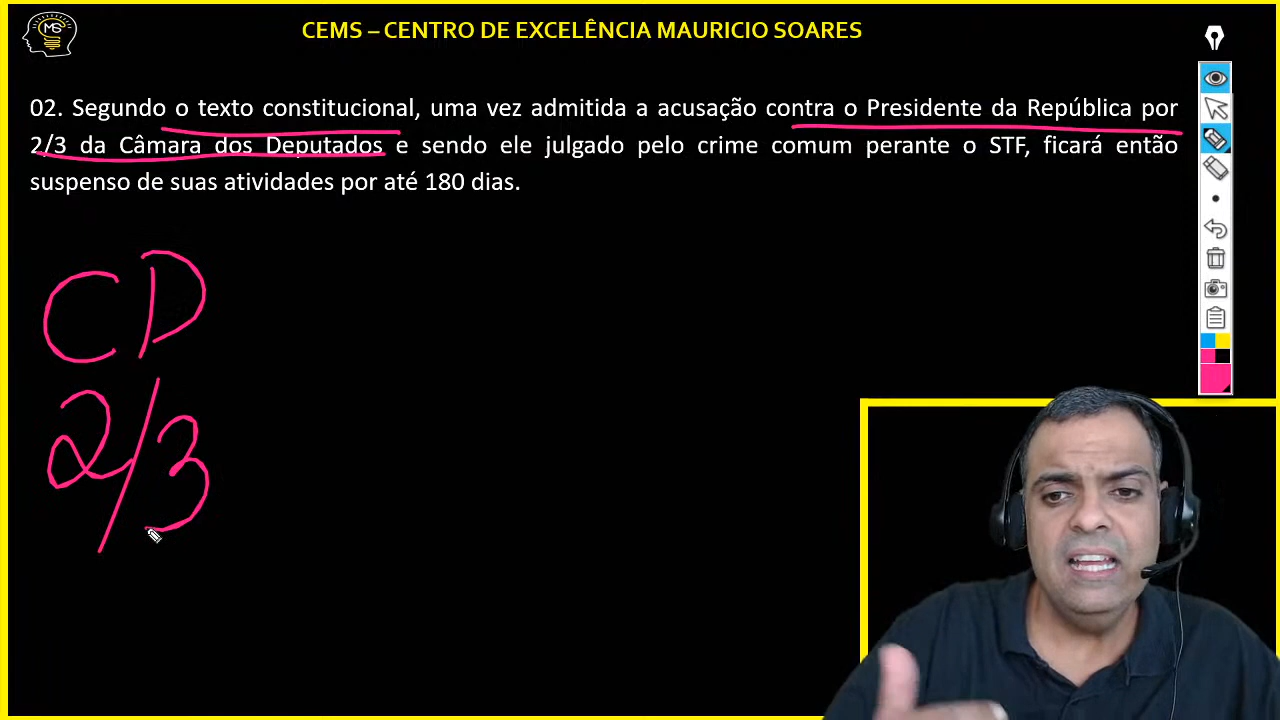 MS
CEMS – CENTRO DE EXCELÊNCIA MAURICIO SOARES
02. Segundo o texto constitucional, uma vez admitida a acusação contra o Presidente da República por
2/3 da Câmara dos Deputados e sendo ele julgado pelo crime comum perante o STF, ficará então
suspenso de suas atividades por até 180 dias.
CD
2/3